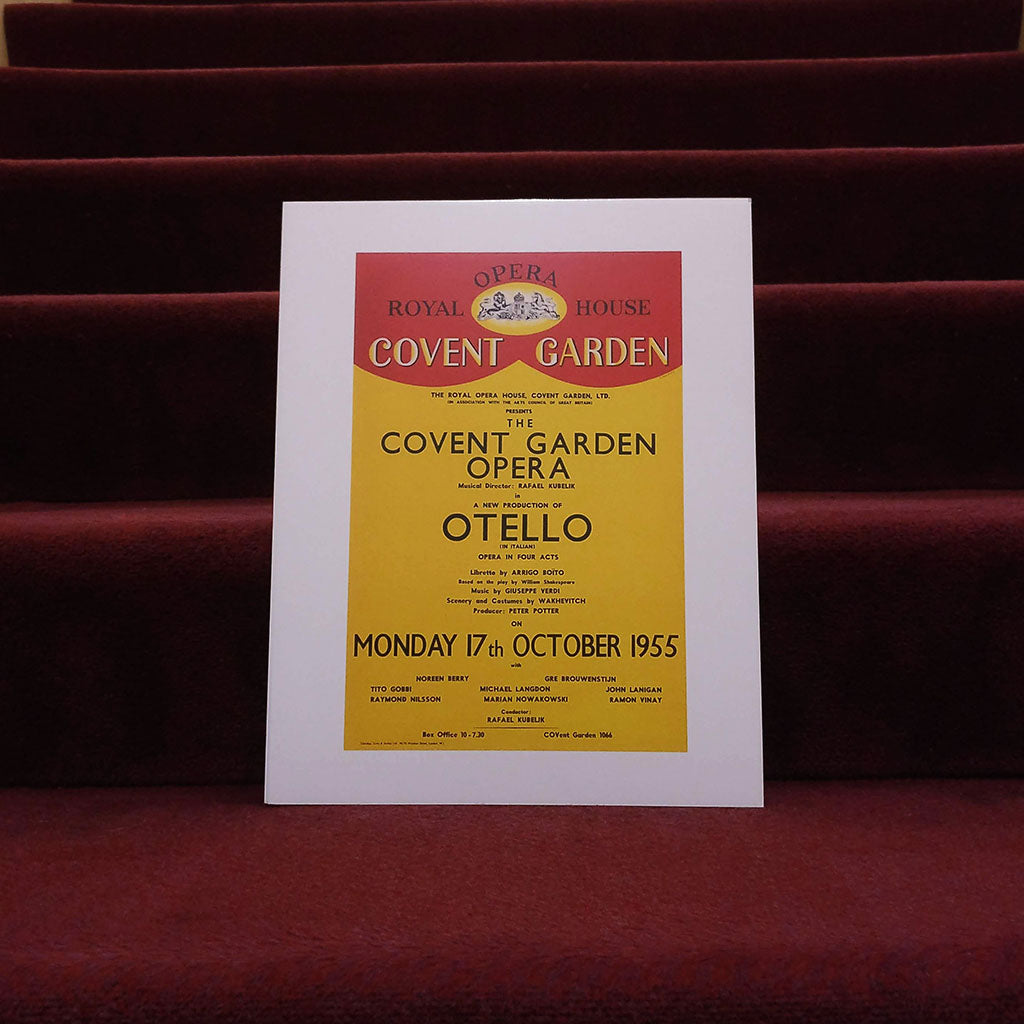 OPERA
ROYAL HOUSE
COVENT GARDEN
THE ROYAL OPERA HOUSE, COVENT GARDEN, LTD.
(IN ASSOCIATION WITH THE ARTS COUNCIL OF GREAT BRITAIN)
PRESENTS
THE
COVENT GARDEN
OPERA
Musical Director: RAFAEL KUBELIK
in
A NEW PRODUCTION OF
OTELLO
(IN ITALIAN)
OPERA IN FOUR ACTS
Libretto by ARRIGO BOÏTO
Based on the play by William Shakespeare
Music by GIUSEPPE VERDI
Scenery and Costumes by WAKHEVITCH
Producer: PETER POTTER
ON
MONDAY 17th OCTOBER 1955
with
NOREEN BERRY GRE BROUWENSTIJN
TITO GOBBI MICHAEL LANGDON JOHN LANIGAN
RAYMOND NILSSON MARIAN NOWAKOWSKI RAMON VINAY
Conductor:
RAFAEL KUBELIK
Box Office 10-7.30 COVent Garden 1066